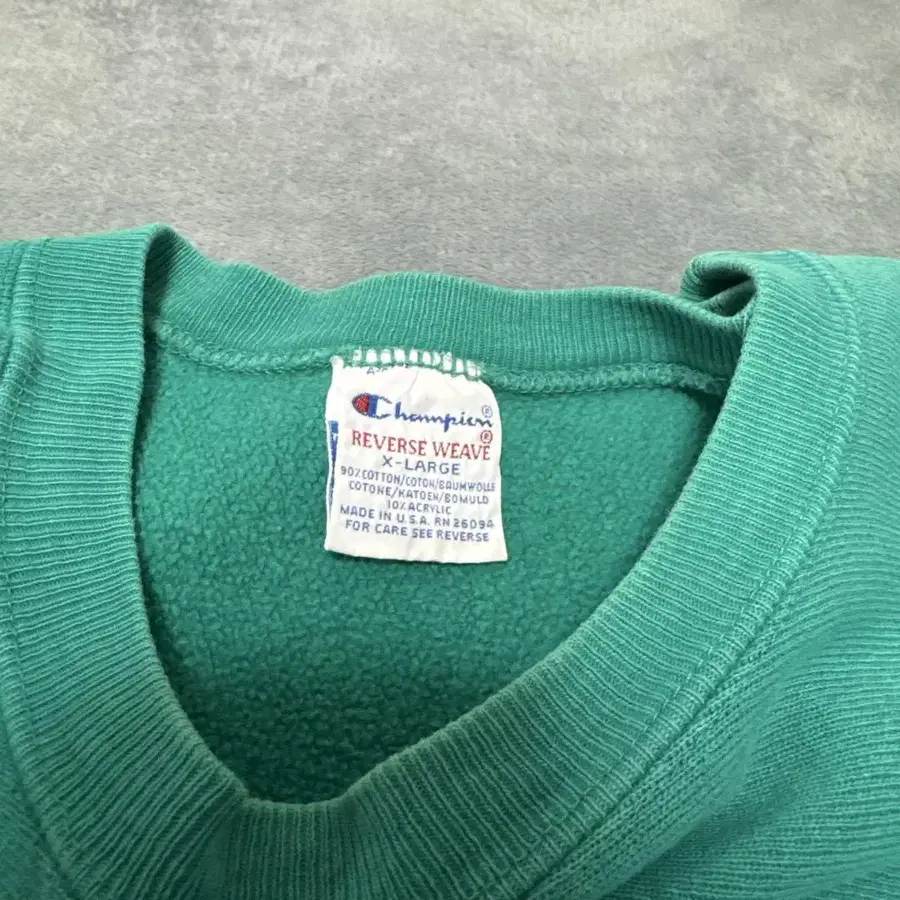 Champion®
REVERSE WEAVE®
X-LARGE
90%COTTON/COTON/BAUMWOLLE
COTONE/KATOEN/BOMULD
10%ACRYLIC
MADE IN U.S.A. RN 26094
FOR CARE SEE REVERSE